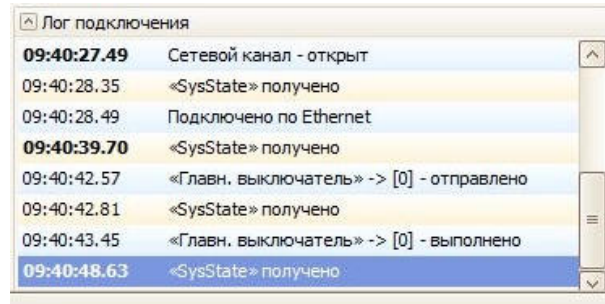 Лог подключения
09:40:27.49 Сетевой канал - открыт
09:40:28.35 «SysState» получено
09:40:28.49 Подключено по Ethernet
09:40:39.70 «SysState» получено
09:40:42.57 «Главн. выключатель» -> [0] - отправлено
09:40:42.81 «SysState» получено
09:40:43.45 «Главн. выключатель» -> [0] - выполнено
09:40:48.63 «SysState» получено